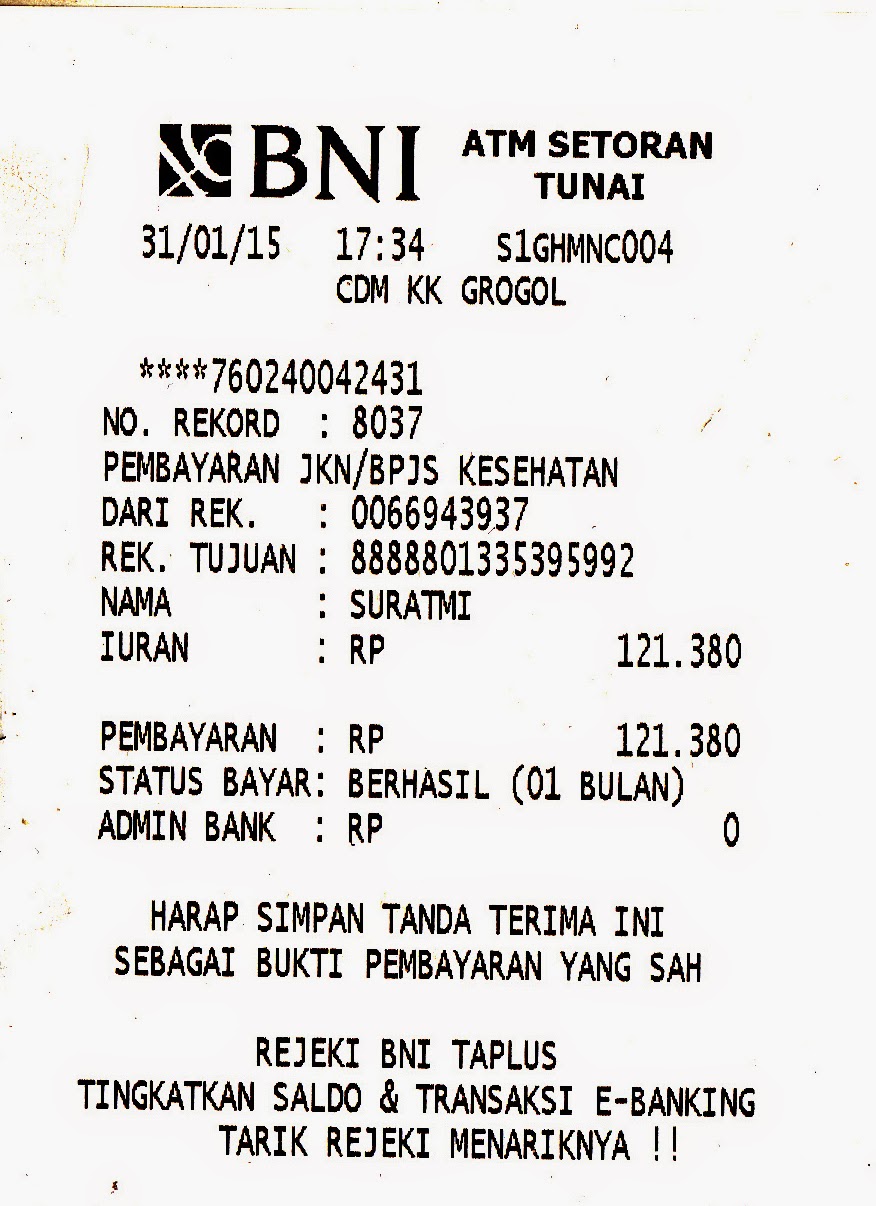 BNI ATM SETORAN
TUNAI
31/01/15 17:34 S1GHMNC004
CDM KK GROGOL
****760240042431
NO. REKORD : 8037
PEMBAYARAN JKN/BPJS KESEHATAN
DARI REK. : 0066943937
REK. TUJUAN : 8888801335395992
NAMA : SURATMI
IURAN : RP 121.380
PEMBAYARAN : RP 121.380
STATUS BAYAR: BERHASIL (01 BULAN)
ADMIN BANK : RP 0
HARAP SIMPAN TANDA TERIMA INI
SEBAGAI BUKTI PEMBAYARAN YANG SAH
REJEKI BNI TAPLUS
TINGKATKAN SALDO & TRANSAKSI E-BANKING
TARIK REJEKI MENARIKNYA !!